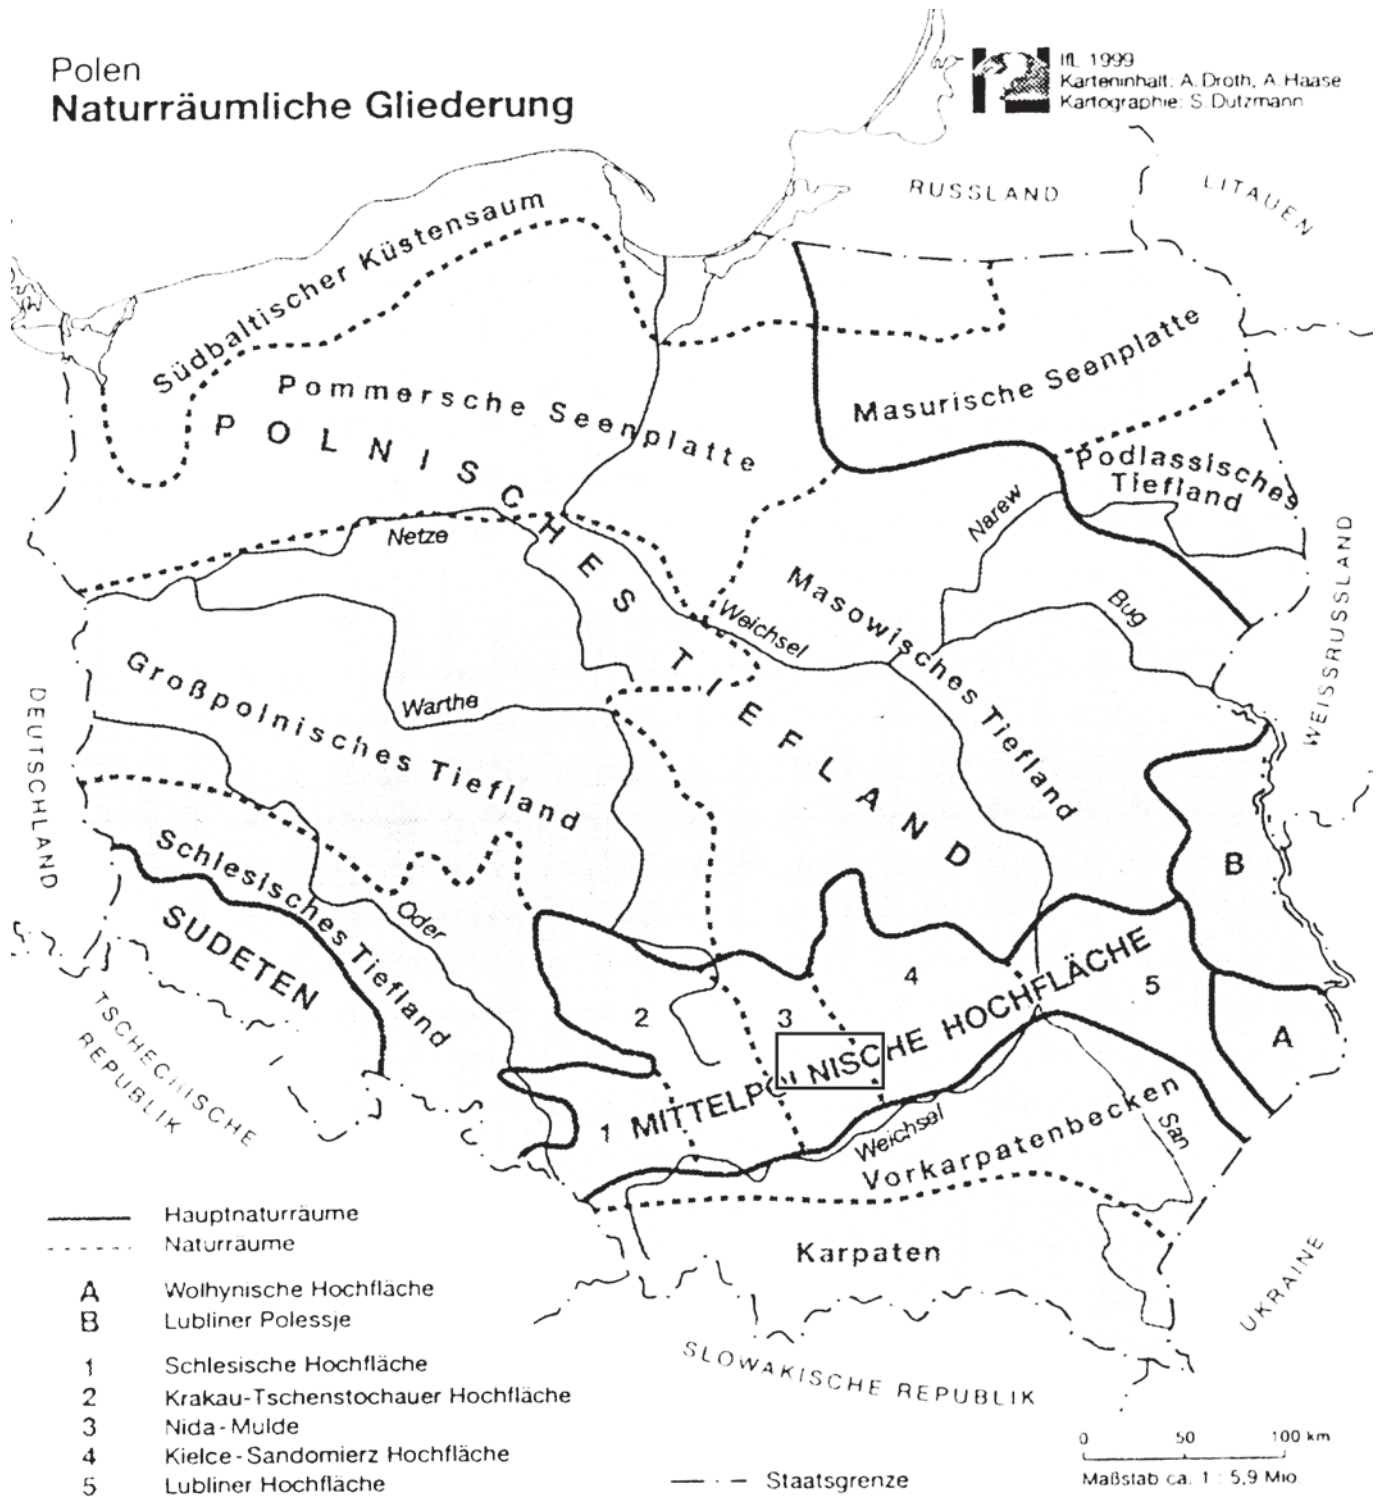 Polen
Naturräumliche Gliederung
IfL 1999
Karteninhalt: A. Droth, A. Haase
Kartographie: S. Dutzmann
RUSSLAND
LITAUEN
Südbaltischer Küstensaum
Pommersche Seenplatte
Masurische Seenplatte
POLNISCHES TIEFLAND
Podlassisches
Tiefland
Narew
Netze
Bug
Weichsel
Masowisches Tiefland
WEISSRUSSLAND
Großpolnisches Tiefland
Warthe
DEUTSCHLAND
Schlesisches Tiefland
Oder
SUDETEN
B
4
5
2
3
A
MITTELPOLNISCHE HOCHFLÄCHE
1
TSCHECHISCHE
REPUBLIK
Weichsel
San
Vorkarpatenbecken
Karpaten
UKRAINE
SLOWAKISCHE REPUBLIK
Hauptnaturräume
Naturräume
A Wolhynische Hochfläche
B Lubliner Polessje
1 Schlesische Hochfläche
2 Krakau-Tschenstochauer Hochfläche
3 Nida-Mulde
4 Kielce-Sandomierz Hochfläche
5 Lubliner Hochfläche
Staatsgrenze
0 50 100 km
Maßstab ca. 1 : 5,9 Mio.